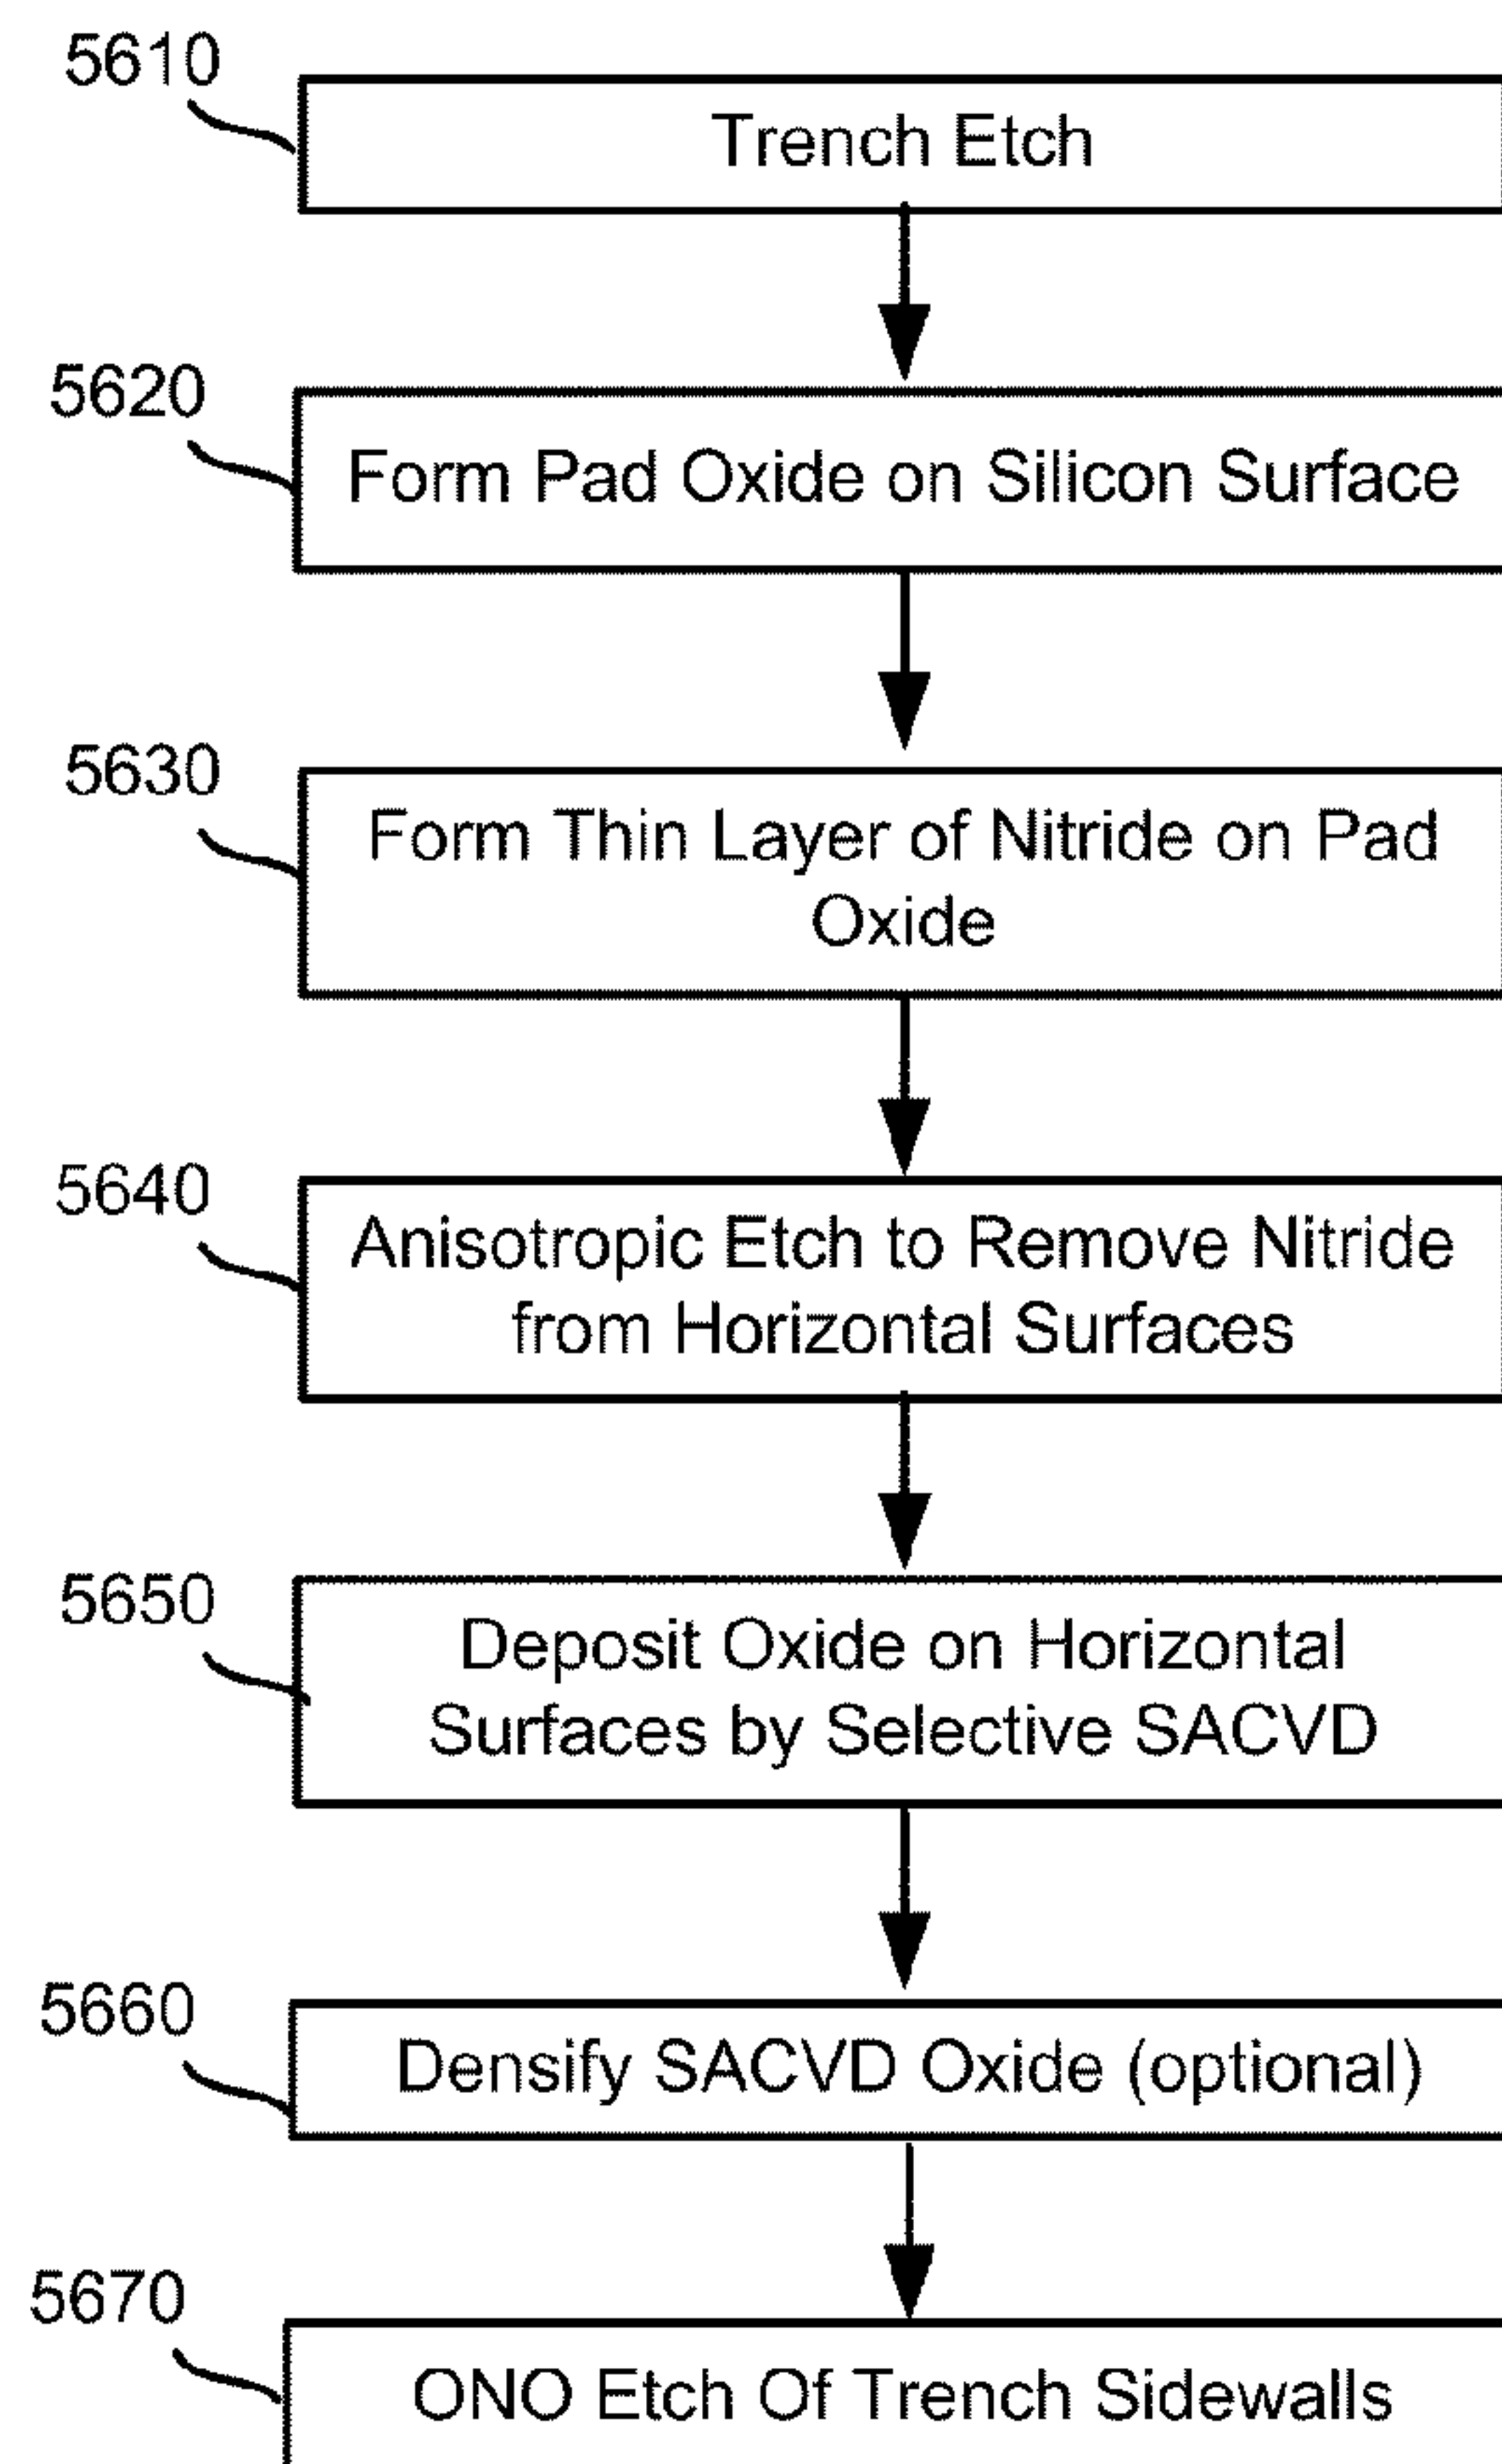 5610
Trench Etch
5620
Form Pad Oxide on Silicon Surface
5630
Form Thin Layer of Nitride on Pad
Oxide
5640
Anisotropic Etch to Remove Nitride
from Horizontal Surfaces
5650
Deposit Oxide on Horizontal
Surfaces by Selective SACVD
5660
Densify SACVD Oxide (optional)
5670
ONO Etch Of Trench Sidewalls